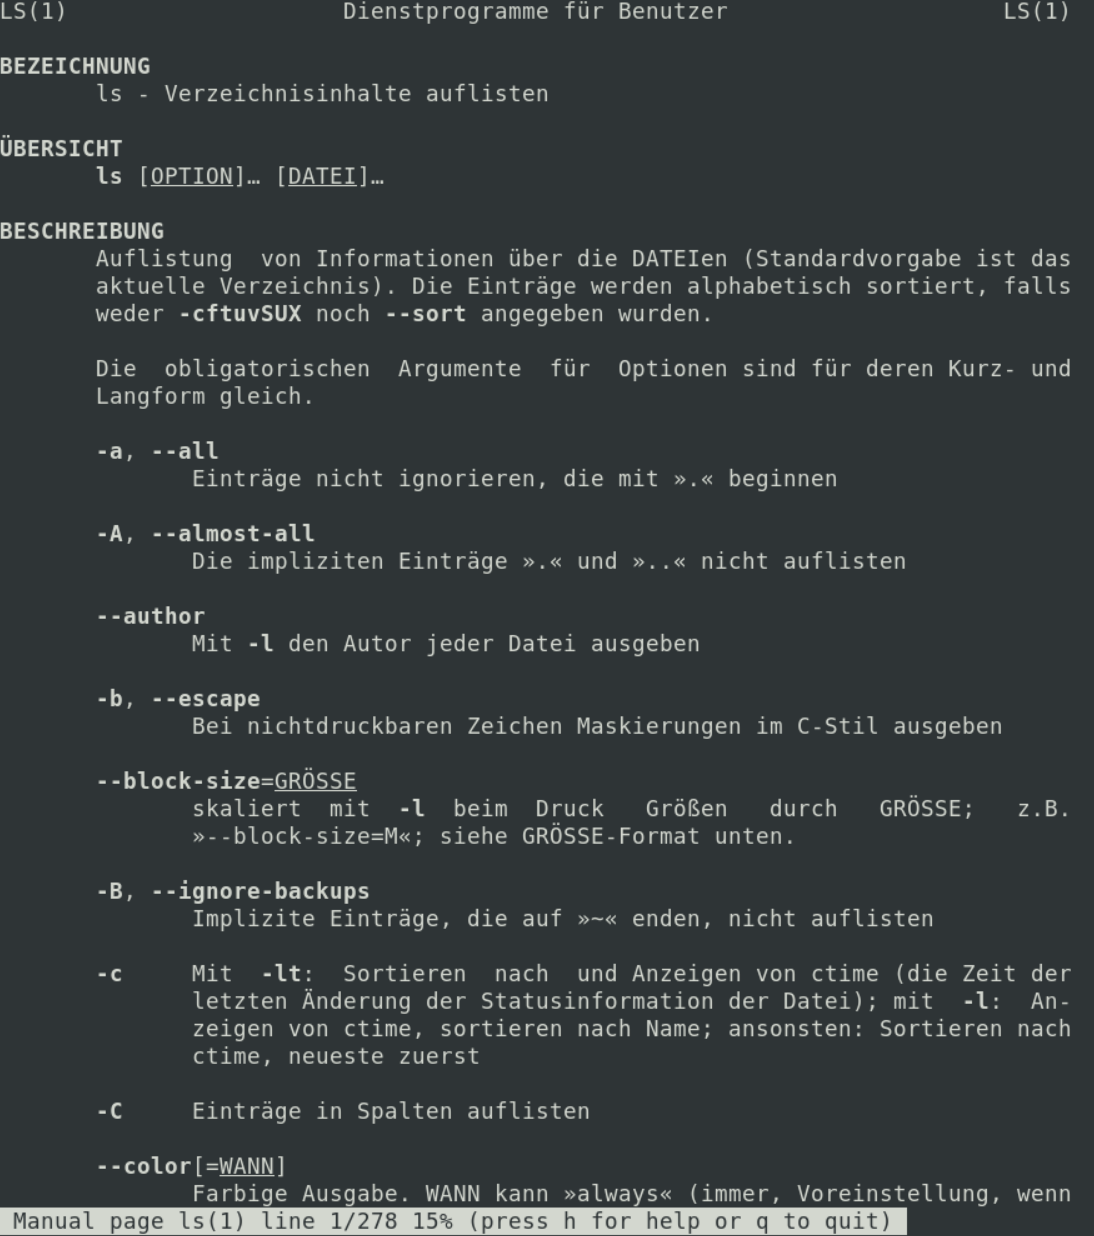 LS(1) Dienstprogramme für Benutzer LS(1)
BEZEICHNUNG
ls - Verzeichnisinhalte auflisten
ÜBERSICHT
ls [OPTION]… [DATEI]…
BESCHREIBUNG
Auflistung von Informationen über die DATEIen (Standardvorgabe ist das
aktuelle Verzeichnis). Die Einträge werden alphabetisch sortiert, falls
weder -cftuvSUX noch --sort angegeben wurden.
Die obligatorischen Argumente für Optionen sind für deren Kurz- und
Langform gleich.
-a, --all
Einträge nicht ignorieren, die mit ».« beginnen
-A, --almost-all
Die impliziten Einträge ».« und »..« nicht auflisten
--author
Mit -l den Autor jeder Datei ausgeben
-b, --escape
Bei nichtdruckbaren Zeichen Maskierungen im C-Stil ausgeben
--block-size=GRÖSSE
skaliert mit -l beim Druck Größen durch GRÖSSE; z.B.
»--block-size=M«; siehe GRÖSSE-Format unten.
-B, --ignore-backups
Implizite Einträge, die auf »~« enden, nicht auflisten
-c Mit -lt: Sortieren nach und Anzeigen von ctime (die Zeit der
letzten Änderung der Statusinformation der Datei); mit -l: An-
zeigen von ctime, sortieren nach Name; ansonsten: Sortieren nach
ctime, neueste zuerst
-C Einträge in Spalten auflisten
--color[=WANN]
Farbige Ausgabe. WANN kann »always« (immer, Voreinstellung, wenn
Manual page ls(1) line 1/278 15% (press h for help or q to quit)